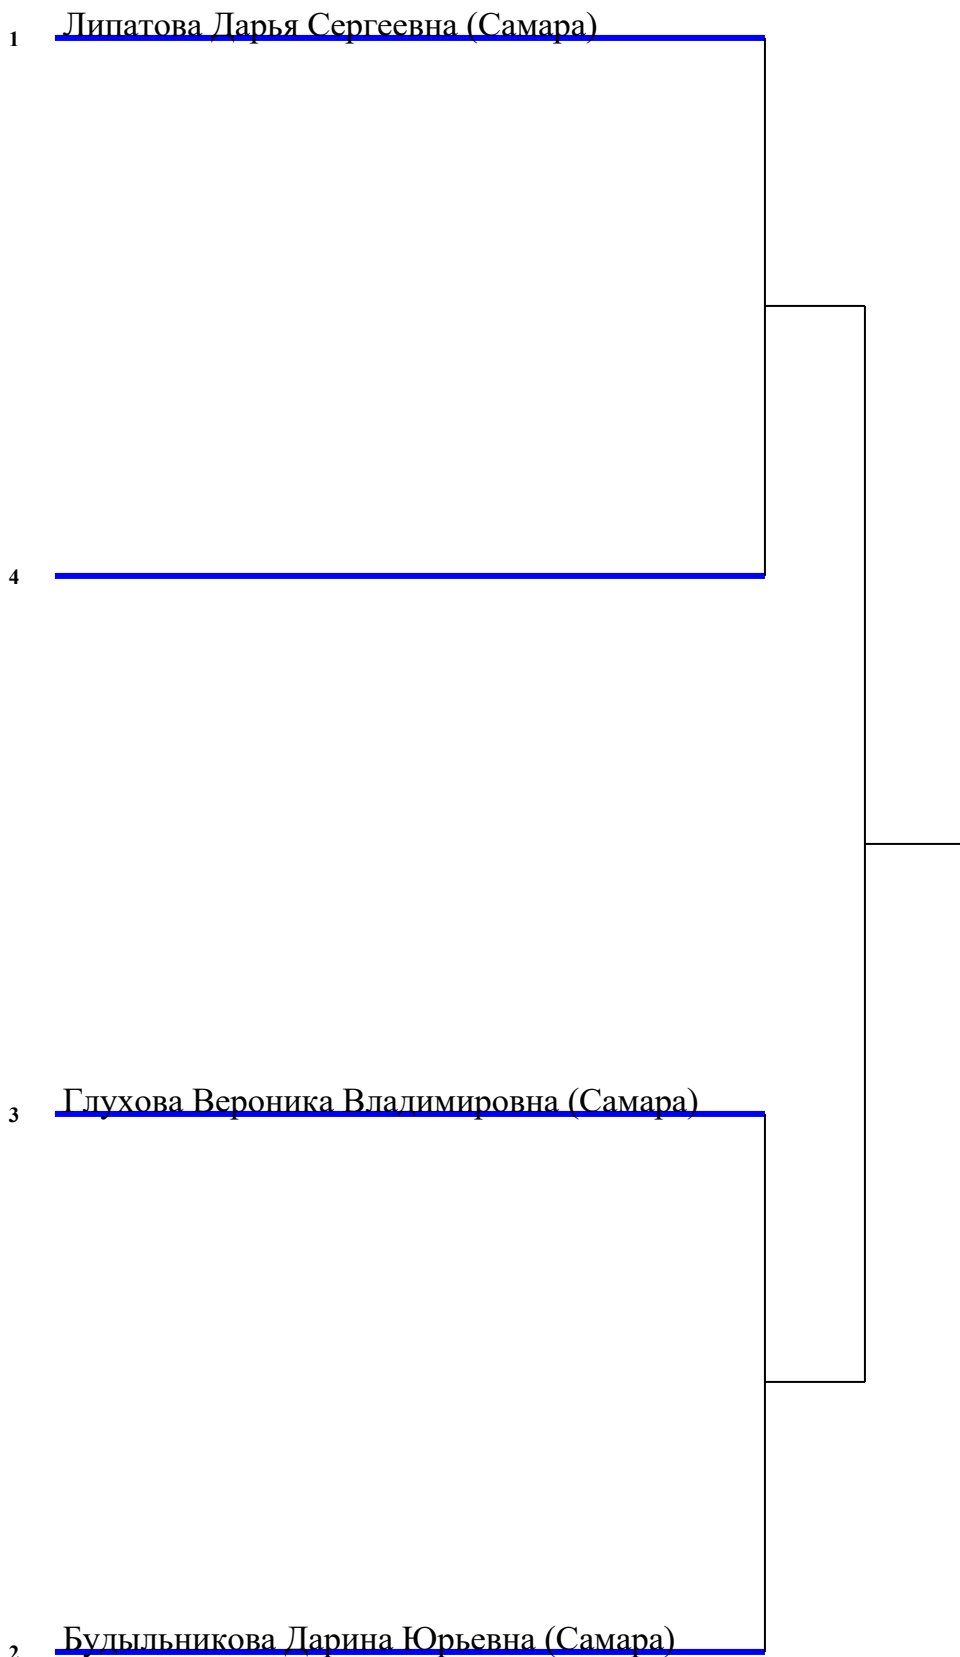 1 Липатова Дарья Сергеевна (Самара)
4
3 Глухова Вероника Владимировна (Самара)
2 Будыльникова Дарина Юрьевна (Самара)